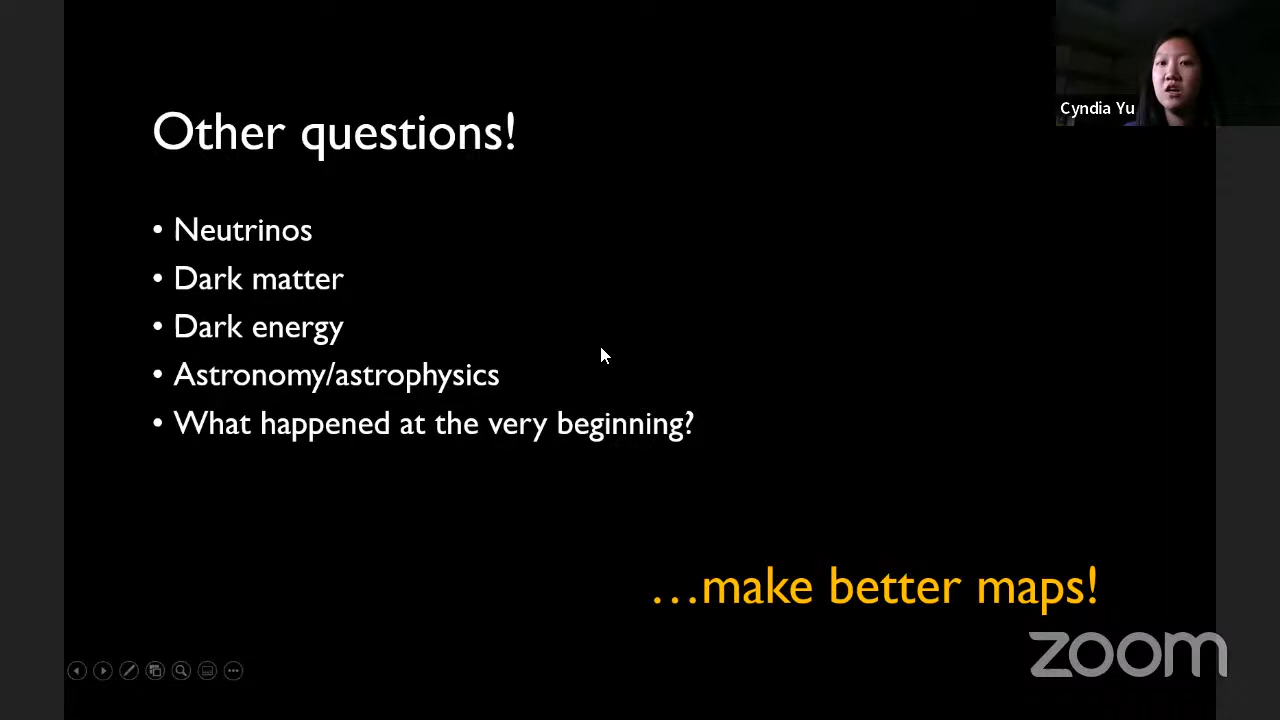 Cyndia Yu
Other questions!
• Neutrinos
• Dark matter
• Dark energy
• Astronomy/astrophysics
• What happened at the very beginning?
…make better maps!
zoom